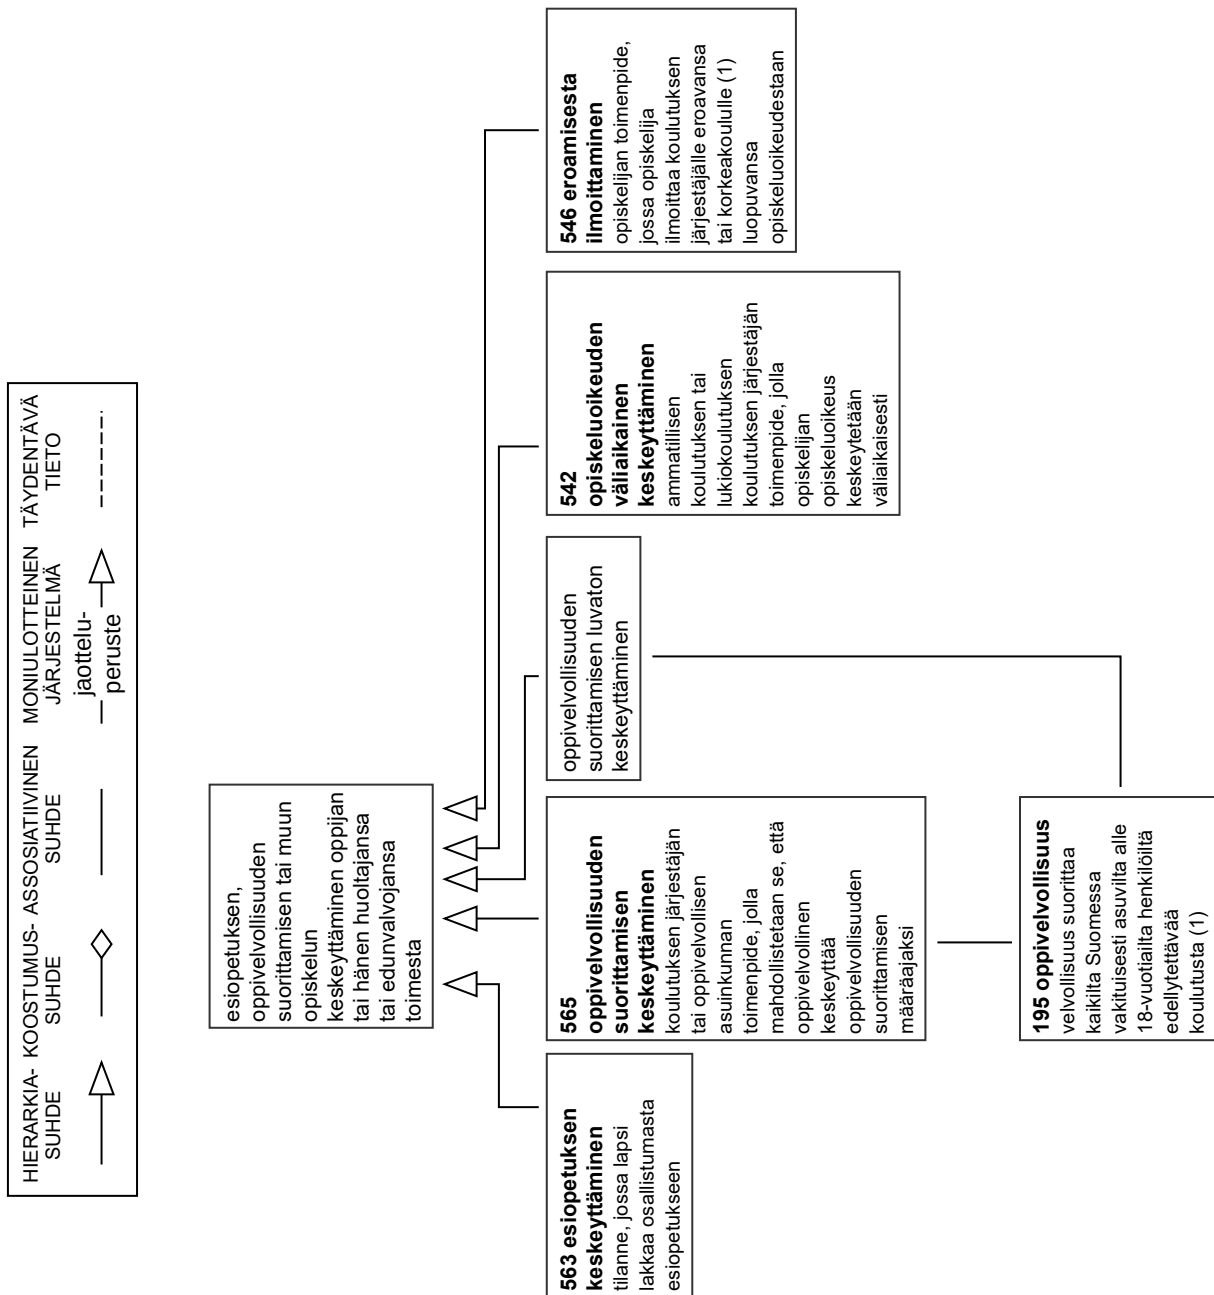 HIERARKIA-
SUHDE
KOOSTUMUS-
SUHDE
ASSOSIATIIVINEN
SUHDE
MONIULOTTEINEN
JÄRJESTELMÄ
jaottelu-
peruste
TÄYDENTÄVÄ
TIETO
esiopetuksen,
oppivelvollisuuden
suorittamisen tai muun
opiskelun
keskeyttäminen oppijan
tai hänen huoltajansa
tai edunvalvojansa
toimesta
563 esiopetuksen
keskeyttäminen
tilanne, jossa lapsi
lakkaa osallistumasta
esiopetukseen
565
oppivelvollisuuden
suorittamisen
keskeyttäminen
koulutuksen järjestäjän
tai oppivelvollisen
asuinkunnan
toimenpide, jolla
mahdollistetaan se, että
oppivelvollinen
keskeyttää
oppivelvollisuuden
suorittamisen
määräajaksi
oppivelvollisuuden
suorittamisen luvaton
keskeyttäminen
542
opiskeluoikeuden
väliaikainen
keskeyttäminen
ammatillisen
koulutuksen tai
lukiokoulutuksen
koulutuksen järjestäjän
toimenpide, jolla
opiskelijan
opiskeluoikeus
keskeytetään
väliaikaisesti
546 eroamisesta
ilmoittaminen
opiskelijan toimenpide,
jossa opiskelija
ilmoittaa koulutuksen
järjestäjälle eroavansa
tai korkeakoululle (1)
luopuvansa
opiskeluoikeudestaan
195 oppivelvollisuus
velvollisuus suorittaa
kaikilta Suomessa
vakituisesti asuvilta alle
18-vuotiailta henkilöiltä
edellytettävää
koulutusta (1)